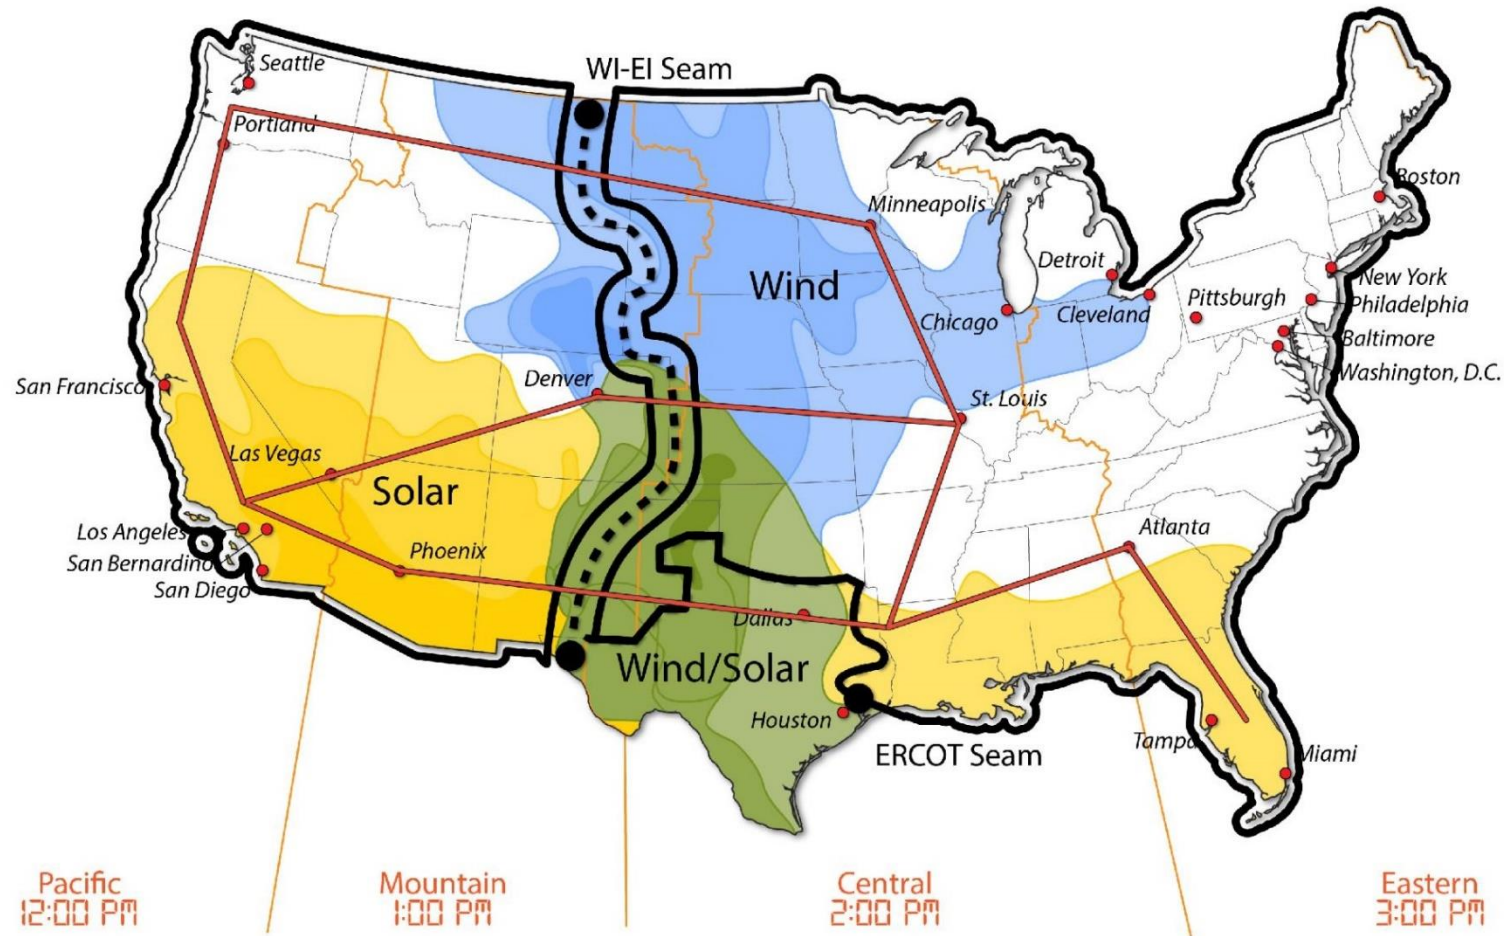 WI-EI Seam
Seattle
Portland
Minneapolis
Boston
Wind
Detroit
New York
Pittsburgh
Philadelphia
Chicago
Cleveland
Baltimore
Washington, D.C.
San Francisco
Denver
St. Louis
Las Vegas
Solar
Los Angeles
Atlanta
San Bernardino
Phoenix
San Diego
Dallas
Wind/Solar
Houston
ERCOT Seam
Tampa
Miami
Pacific
12:00 PM
Mountain
1:00 PM
Central
2:00 PM
Eastern
3:00 PM